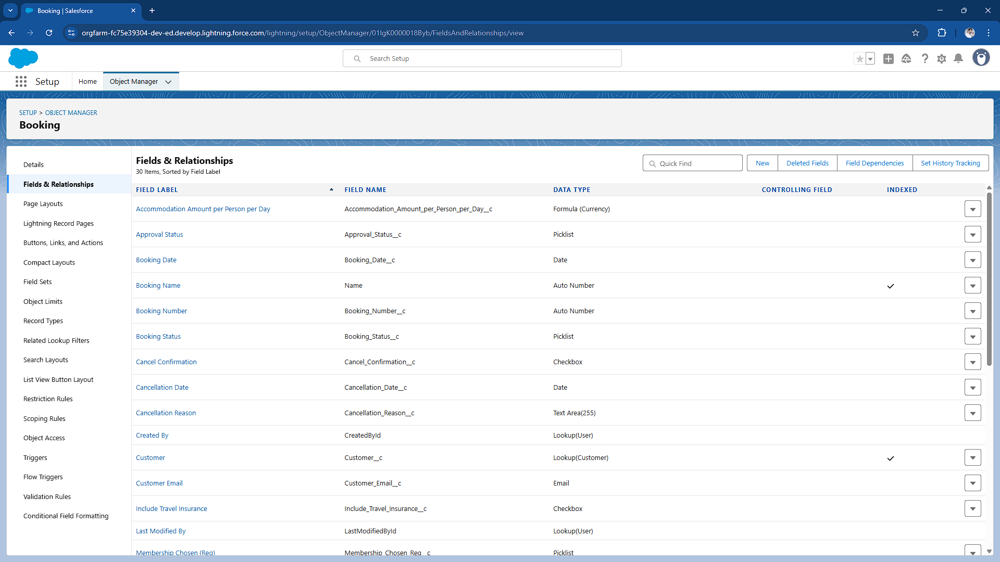 Booking | Salesforce
orgfarm-fc75e39304-dev-ed.develop.lightning.force.com/lightning/setup/ObjectManager/01IgK0000018Byb/FieldsAndRelationships/view
Search Setup
Setup
Home
Object Manager
SETUP > OBJECT MANAGER
Booking
Details
Fields & Relationships
Page Layouts
Lightning Record Pages
Buttons, Links, and Actions
Compact Layouts
Field Sets
Object Limits
Record Types
Related Lookup Filters
Search Layouts
List View Button Layout
Restriction Rules
Scoping Rules
Object Access
Triggers
Flow Triggers
Validation Rules
Conditional Field Formatting
Fields & Relationships
30 Items, Sorted by Field Label
Quick Find
New
Deleted Fields
Field Dependencies
Set History Tracking
FIELD LABEL FIELD NAME DATA TYPE CONTROLLING FIELD INDEXED
Accommodation Amount per Person per Day Accommodation_Amount_per_Person_per_Day__c Formula (Currency)
Approval Status Approval_Status__c Picklist
Booking Date Booking_Date__c Date
Booking Name Name Auto Number
Booking Number Booking_Number__c Auto Number
Booking Status Booking_Status__c Picklist
Cancel Confirmation Cancel_Confirmation__c Checkbox
Cancellation Date Cancellation_Date__c Date
Cancellation Reason Cancellation_Reason__c Text Area(255)
Created By CreatedById Lookup(User)
Customer Customer__c Lookup(Customer)
Customer Email Customer_Email__c Email
Include Travel Insurance Include_Travel_Insurance__c Checkbox
Last Modified By LastModifiedById Lookup(User)
Membership Chosen (Req) Membership_Chosen_Req__c Picklist